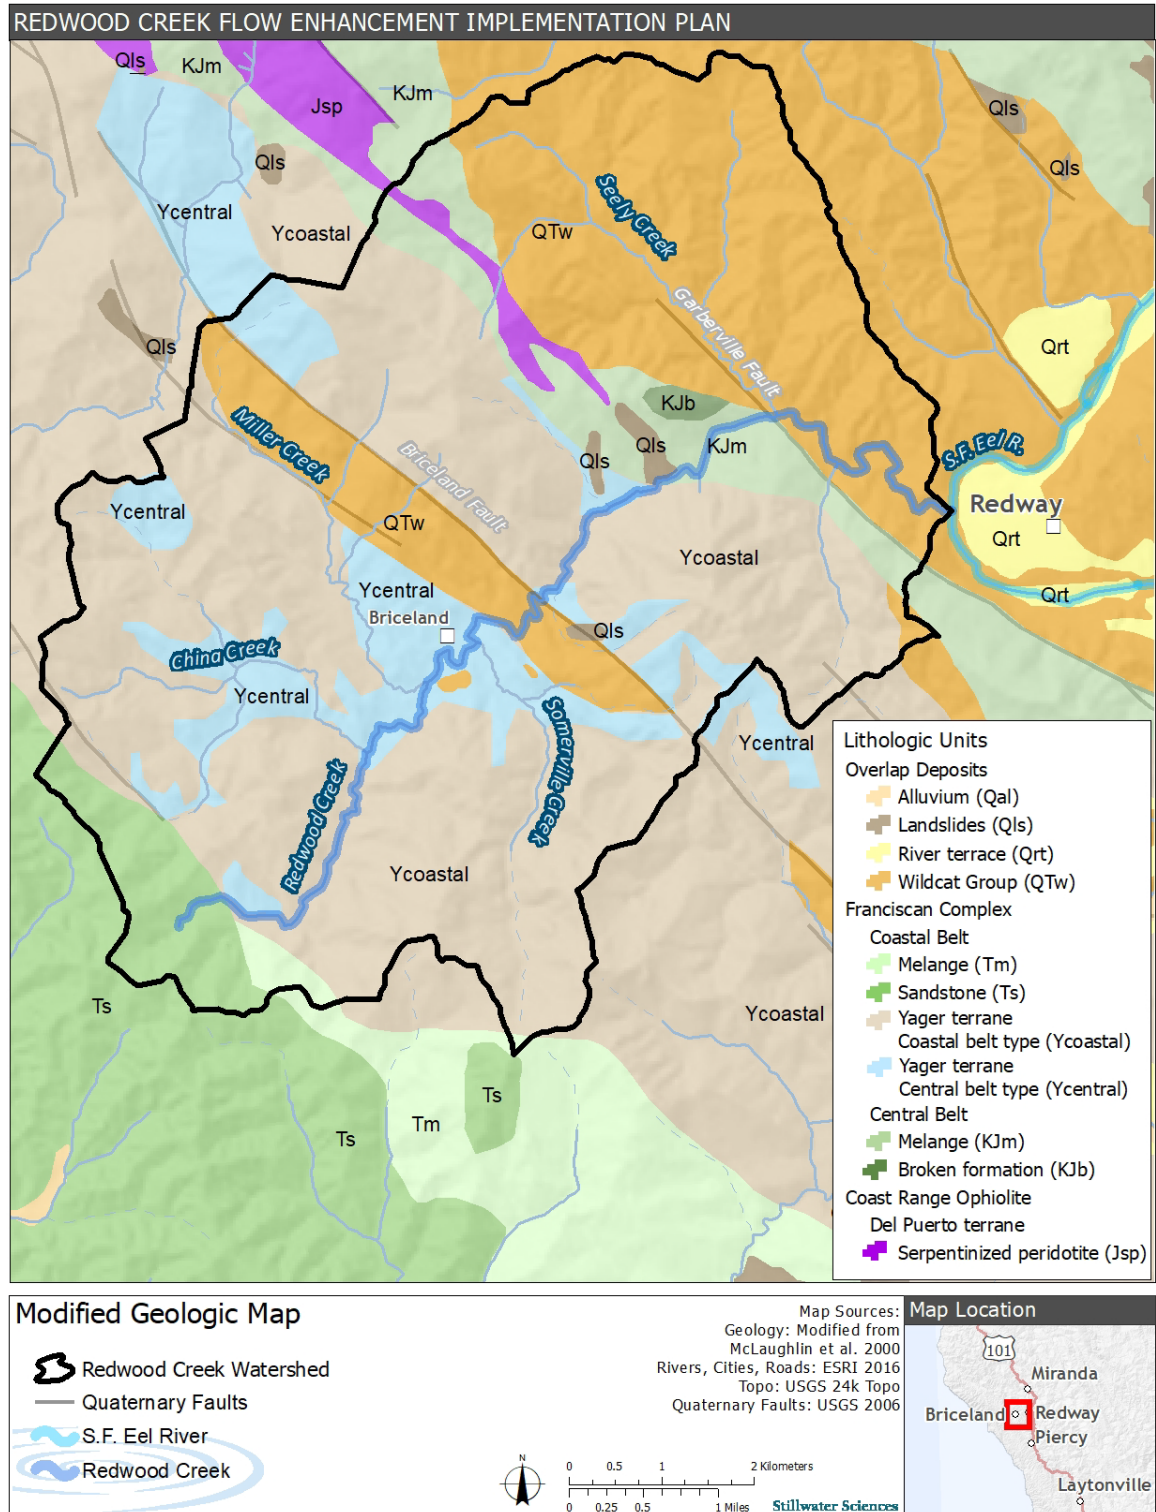 REDWOOD CREEK FLOW ENHANCEMENT IMPLEMENTATION PLAN
Qls
KJm
Jsp
KJm
Qls
Qls
Qls
Ycentral
Ycoastal
Seely Creek
QTw
Garberville Fault
Qls
Qrt
KJb
Miller Creek
Qls
KJm
S.F. Eel R.
Briceland Fault
Qls
Redway
Ycentral
QTw
Qrt
Ycoastal
Ycentral
Qrt
Briceland
Qls
China Creek
Ycentral
Somerville Creek
Ycentral
Redwood Creek
Ycoastal
Ts
Ycoastal
Ts
Tm
Ts
Lithologic Units
Overlap Deposits
Alluvium (Qal)
Landslides (Qls)
River terrace (Qrt)
Wildcat Group (QTw)
Franciscan Complex
Coastal Belt
Melange (Tm)
Sandstone (Ts)
Yager terrane
Coastal belt type (Ycoastal)
Yager terrane
Central belt type (Ycentral)
Central Belt
Melange (KJm)
Broken formation (KJb)
Coast Range Ophiolite
Del Puerto terrane
Serpentinized peridotite (Jsp)
Modified Geologic Map
Redwood Creek Watershed
Quaternary Faults
S.F. Eel River
Redwood Creek
Map Sources:
Geology: Modified from
McLaughlin et al. 2000
Rivers, Cities, Roads: ESRI 2016
Topo: USGS 24k Topo
Quaternary Faults: USGS 2006
N
0 0.5 1 2 Kilometers
0 0.25 0.5 1 Miles
Stillwater Sciences
Map Location
101
Miranda
Briceland
Redway
Piercy
Laytonville